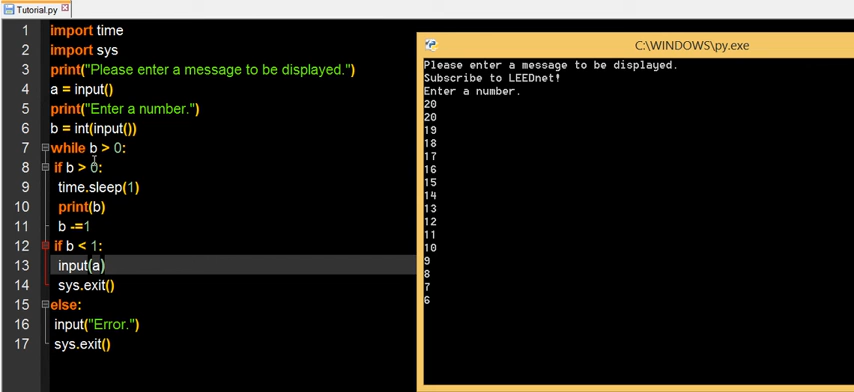 Tutorial.py
1 import time
2 import sys
3 print("Please enter a message to be displayed.")
4 a = input()
5 print("Enter a number.")
6 b = int(input())
7 while b > 0:
8 if b > 0:
9 time.sleep(1)
10 print(b)
11 b -=1
12 if b < 1:
13 input(a)
14 sys.exit()
15 else:
16 input("Error.")
17 sys.exit()
C:\WINDOWS\py.exe
Please enter a message to be displayed.
Subscribe to LEEDnet!
Enter a number.
20
20
19
18
17
16
15
14
13
12
11
10
9
8
7
6